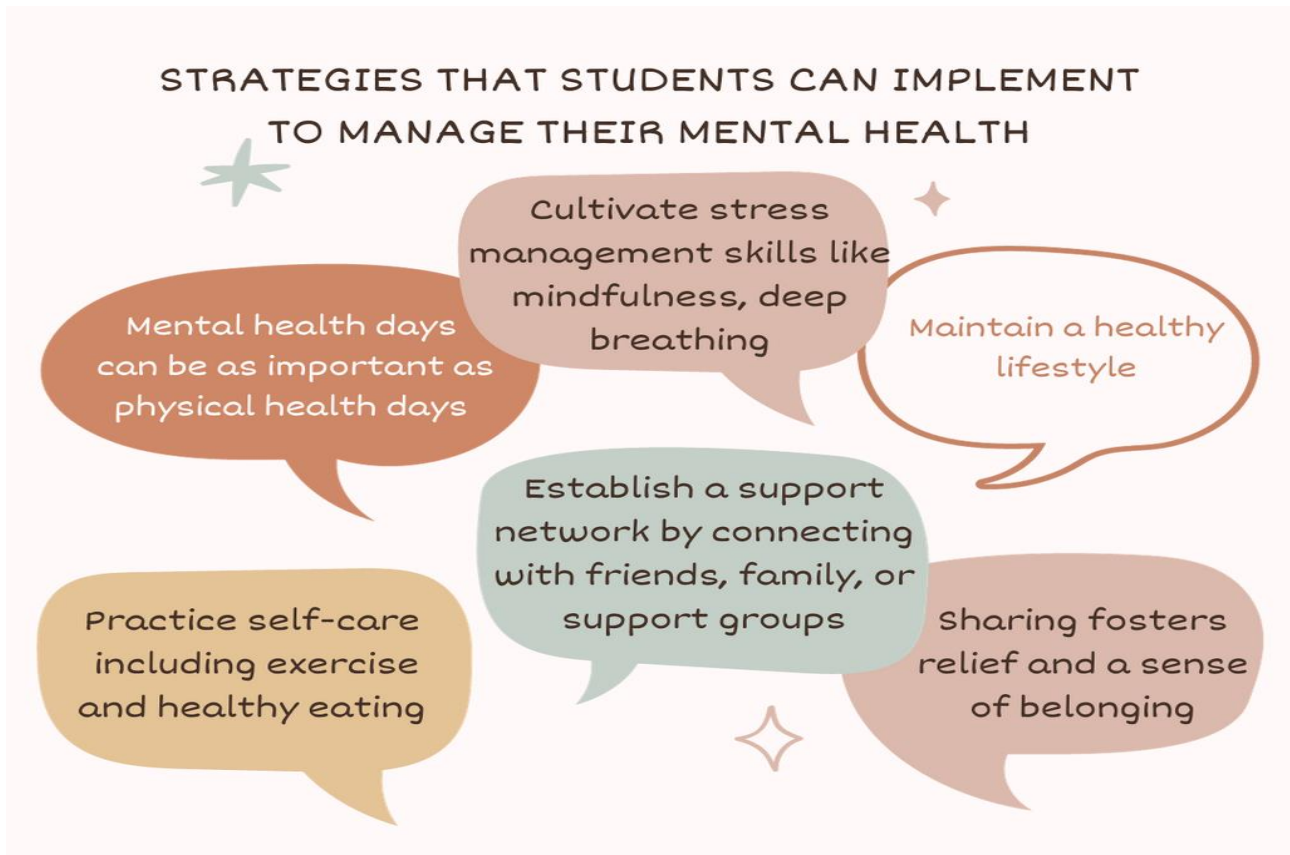 STRATEGIES THAT STUDENTS CAN IMPLEMENT
TO MANAGE THEIR MENTAL HEALTH
Cultivate stress
management skills like
mindfulness, deep
breathing
Mental health days
can be as important as
physical health days
Maintain a healthy
lifestyle
Establish a support
network by connecting
with friends, family, or
support groups
Practice self-care
including exercise
and healthy eating
Sharing fosters
relief and a sense
of belonging